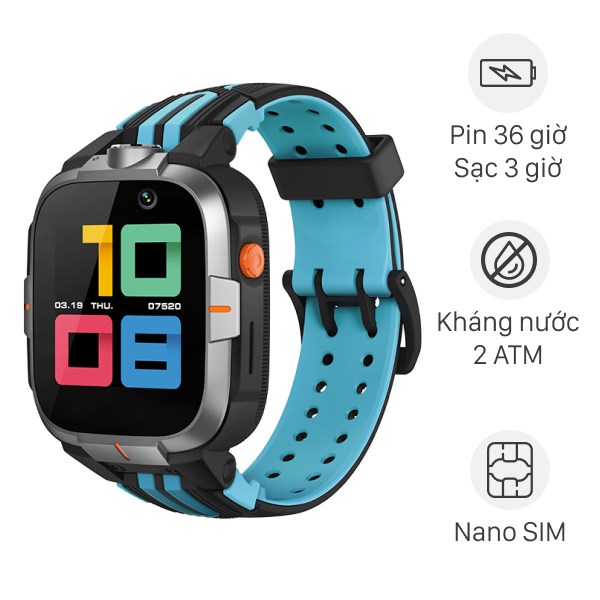 10
03.19 THU. 07520
08
Pin 36 giờ
Sạc 3 giờ
Kháng nước
2 ATM
Nano SIM